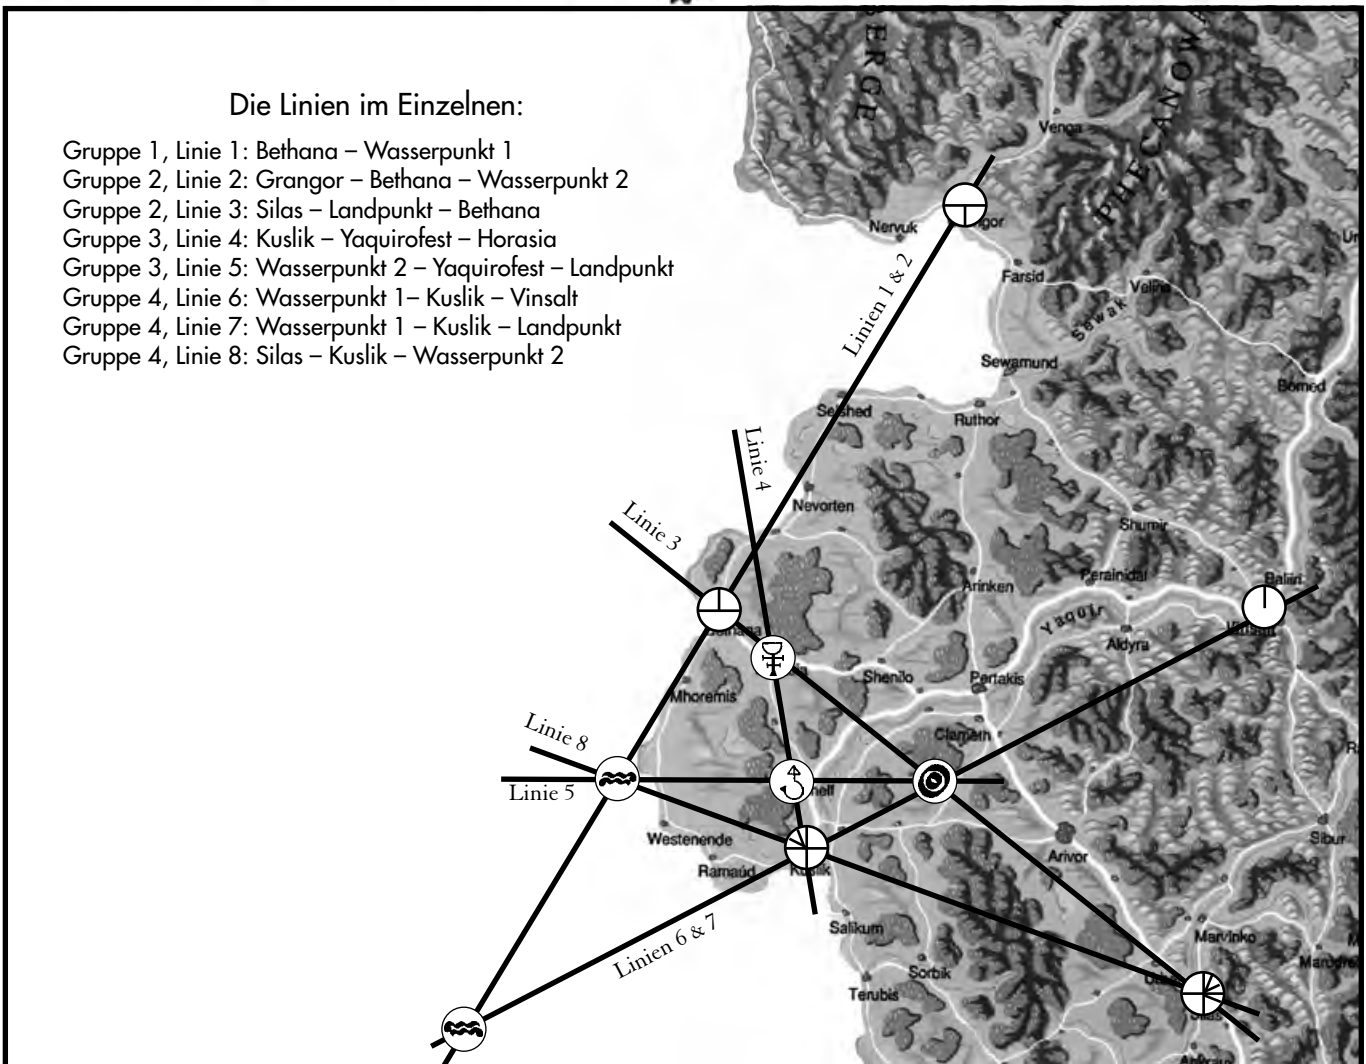 Die Linien im Einzelnen:
Gruppe 1, Linie 1: Bethana – Wasserpunkt 1
Gruppe 2, Linie 2: Grangor – Bethana – Wasserpunkt 2
Gruppe 2, Linie 3: Silas – Landpunkt – Bethana
Gruppe 3, Linie 4: Kuslik – Yaquirofest – Horasia
Gruppe 3, Linie 5: Wasserpunkt 2 – Yaquirofest – Landpunkt
Gruppe 4, Linie 6: Wasserpunkt 1– Kuslik – Vinsalt
Gruppe 4, Linie 7: Wasserpunkt 1 – Kuslik – Landpunkt
Gruppe 4, Linie 8: Silas – Kuslik – Wasserpunkt 2
ERGE
PHECANOW
Venga
Nervuk
gor
Farsid
Velina
Sewak
Linien 1 & 2
Sewamund
Bomed
Ruthor
Linie 4
Nevorten
Linie 3
Shumir
Arinken
Perainidal
Baliiri
Yaquir
Aldyra
Shenilo
Pertakis
Mhoremis
Linie 8
Clameth
Linie 5
Westenende
Sibur
Arivor
Ramaúd
Kuslik
Linien 6 & 7
Salikum
Marvinko
Sorbik
Terubis